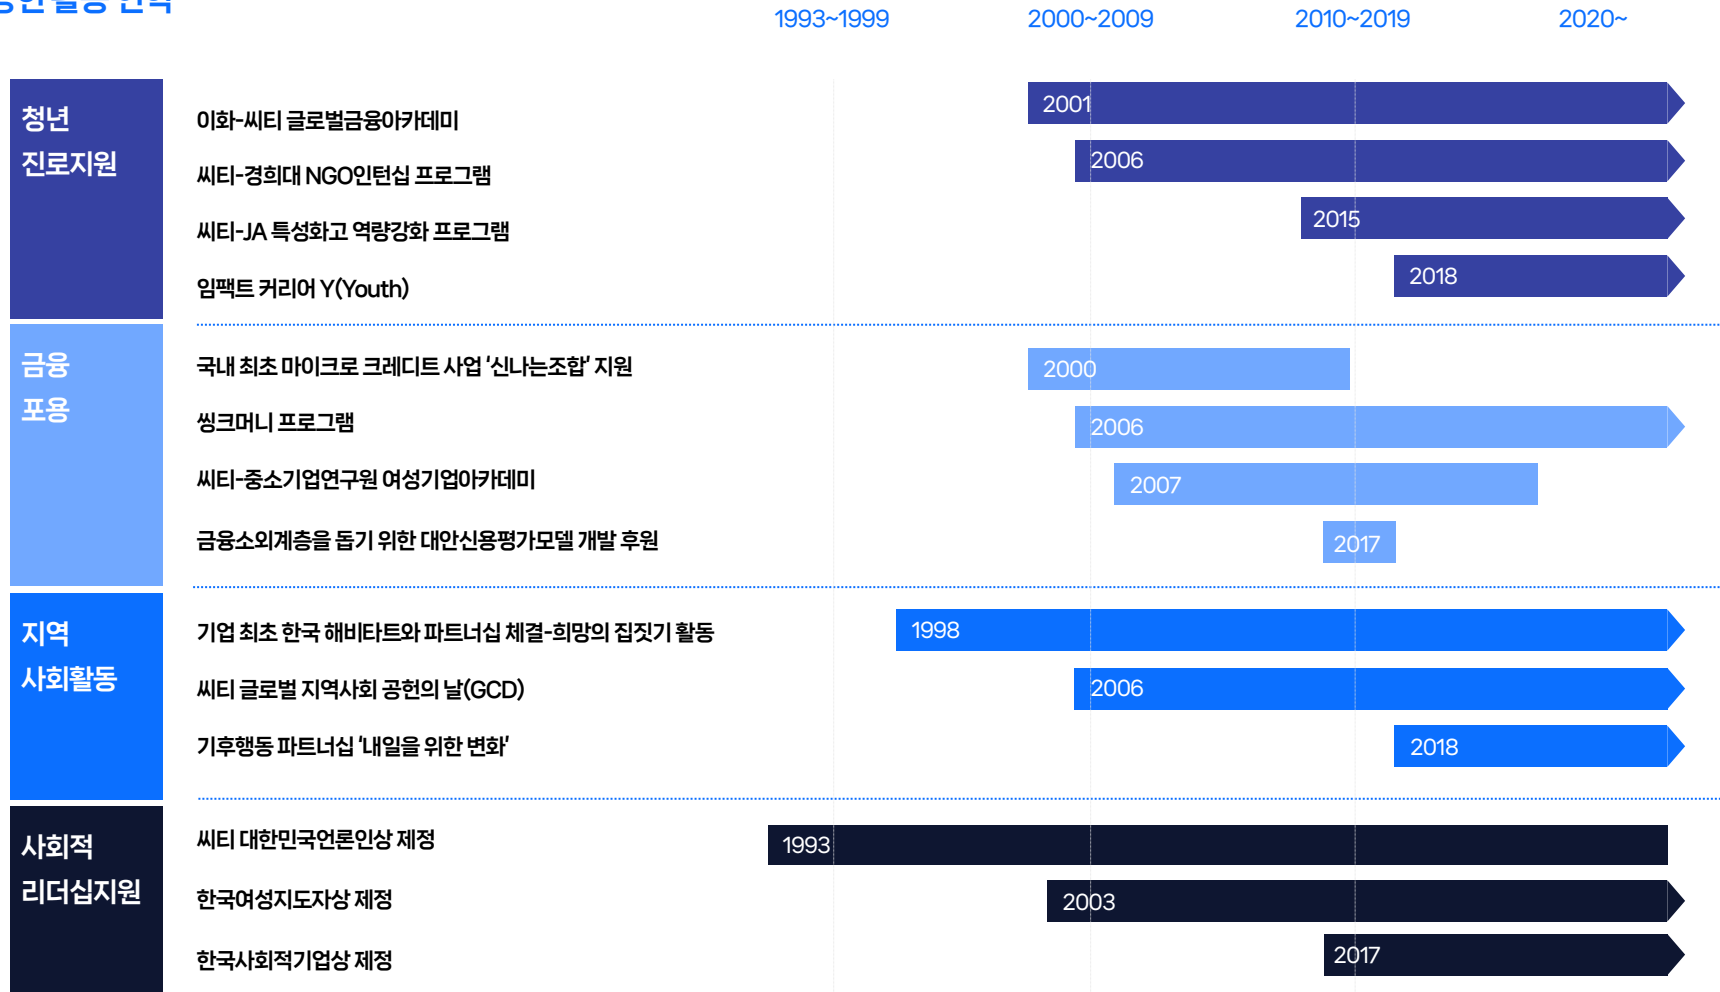 1993~1999 2000~2009 2010~2019 2020~
청년
진로지원
이화-씨티 글로벌금융아카데미 2001
씨티-경희대 NGO인턴십 프로그램 2006
씨티-JA 특성화고 역량강화 프로그램 2015
임팩트 커리어 Y(Youth) 2018
금융
포용
국내 최초 마이크로 크레디트 사업 ‘신나는조합’ 지원 2000
씽크머니 프로그램 2006
씨티-중소기업연구원 여성기업아카데미 2007
금융소외계층을 돕기 위한 대안신용평가모델 개발 후원 2017
지역
사회활동
기업 최초 한국 해비타트와 파트너십 체결-희망의 집짓기 활동 1998
씨티 글로벌 지역사회 공헌의 날(GCD) 2006
기후행동 파트너십 ‘내일을 위한 변화’ 2018
사회적
리더십지원
씨티 대한민국언론인상 제정 1993
한국여성지도자상 제정 2003
한국사회적기업상 제정 2017